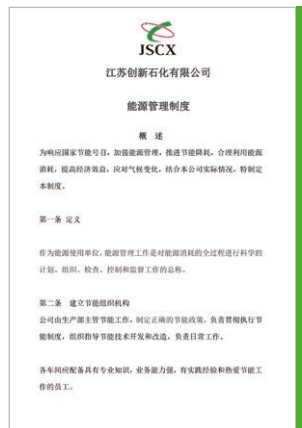 JSCX
江苏创新石化有限公司
能源管理制度
概 述
为响应国家节能号召，加强能源管理，推进节能降耗，合理利用能源
消耗，提高经济效益，应对气候变化，结合本公司实际情况，特制定
本制度。
第一条 定义
作为能源使用单位，能源管理工作是对能源消耗的全过程进行科学的
计划、组织、检查、控制和监督工作的总称。
第二条 建立节能组织机构
公司由生产部主管节能工作，制定正确的节能政策，负责贯彻执行节
能制度，组织指导节能技术开发和改造，负责日常工作。
各车间应配备具有专业知识，业务能力强，有实践经验和热爱节能工
作的员工。